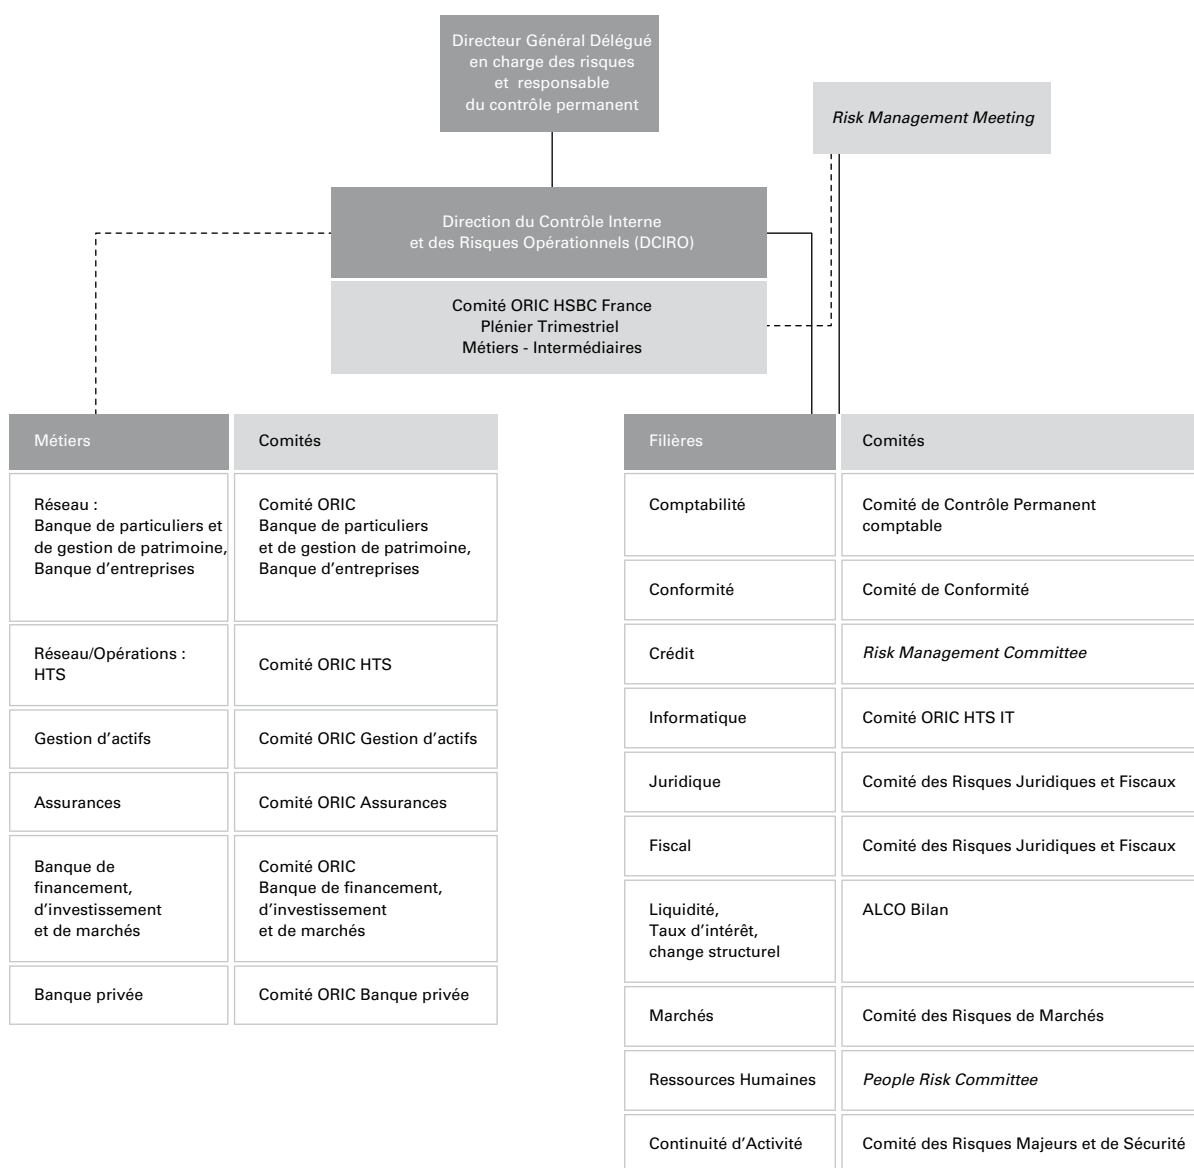 Directeur Général Délégué
en charge des risques
et responsable
du contrôle permanent
Risk Management Meeting
Direction du Contrôle Interne
et des Risques Opérationnels (DCIRO)
Comité ORIC HSBC France
Plénier Trimestriel
Métiers - Intermédiaires
Métiers
Comités
Réseau :
Banque de particuliers et
de gestion de patrimoine,
Banque d’entreprises
Comité ORIC
Banque de particuliers
et de gestion de patrimoine,
Banque d’entreprises
Réseau/Opérations :
HTS
Comité ORIC HTS
Gestion d’actifs
Comité ORIC Gestion d’actifs
Assurances
Comité ORIC Assurances
Banque de
financement,
d’investissement
et de marchés
Comité ORIC
Banque de financement,
d’investissement
et de marchés
Banque privée
Comité ORIC Banque privée
Filières
Comités
Comptabilité
Comité de Contrôle Permanent
comptable
Conformité
Comité de Conformité
Crédit
Risk Management Committee
Informatique
Comité ORIC HTS IT
Juridique
Comité des Risques Juridiques et Fiscaux
Fiscal
Comité des Risques Juridiques et Fiscaux
Liquidité,
Taux d’intérêt,
change structurel
ALCO Bilan
Marchés
Comité des Risques de Marchés
Ressources Humaines
People Risk Committee
Continuité d’Activité
Comité des Risques Majeurs et de Sécurité